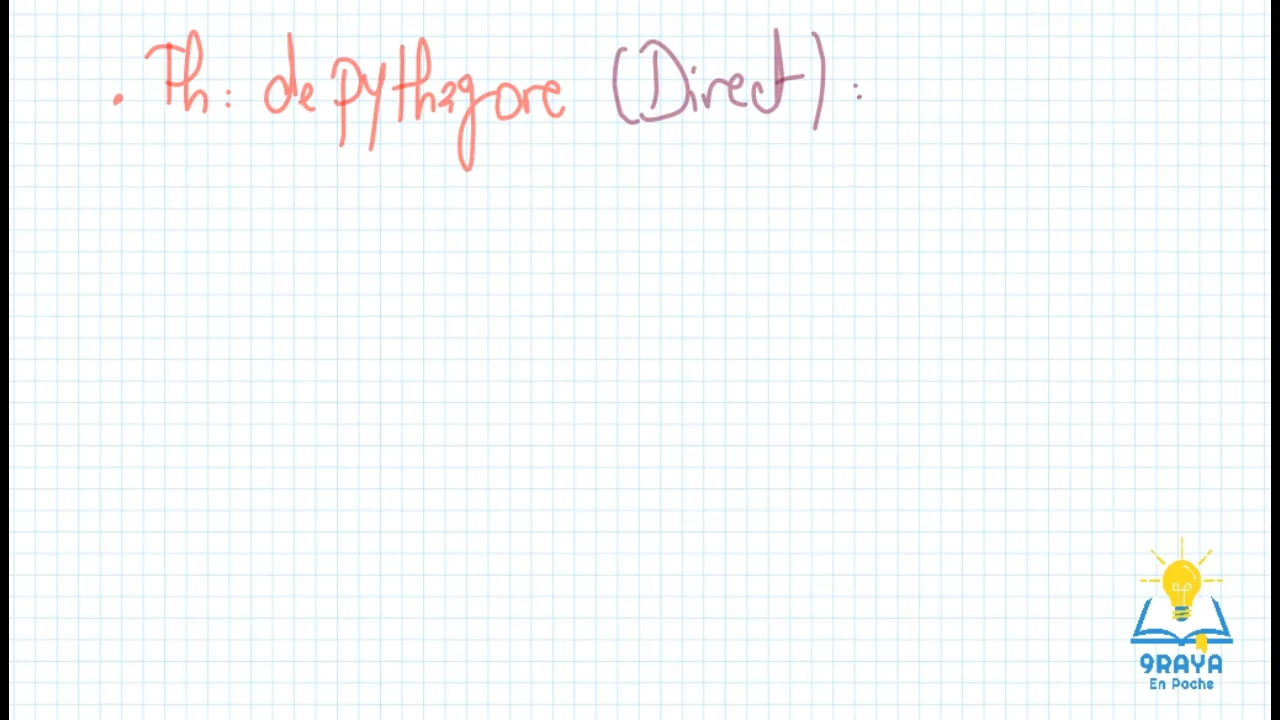 . Th: de pythagore (Direct) :
9RAYA
En Poche